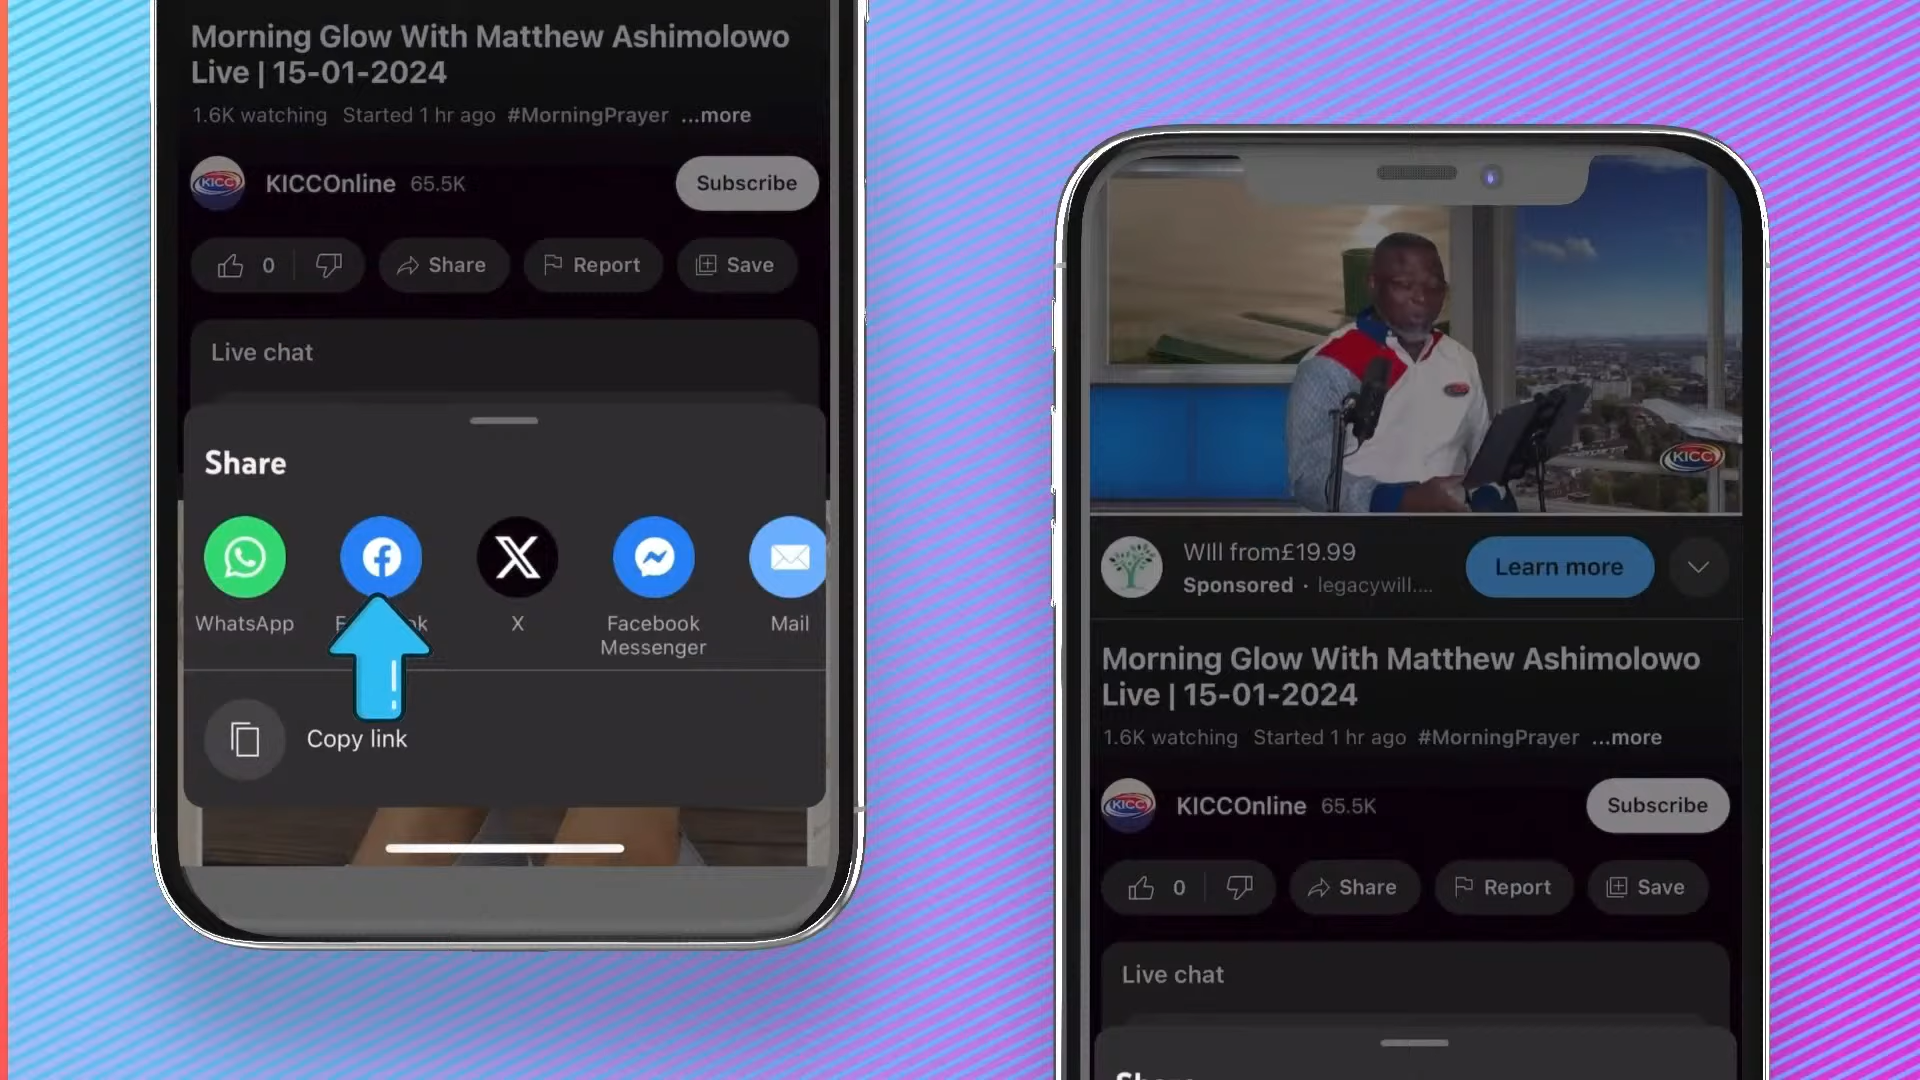 Morning Glow With Matthew Ashimolowo
Live | 15-01-2024
1.6K watching Started 1 hr ago #MorningPrayer ...more
KICC
KICCOnline 65.5K
Subscribe
0
Share
Report
Save
Live chat
Share
WhatsApp
X
Facebook
Messenger
Mail
Copy link
KICC
Will from£19.99
Sponsored · legacywill....
Learn more
Morning Glow With Matthew Ashimolowo
Live | 15-01-2024
1.6K watching Started 1 hr ago #MorningPrayer ...more
KICC
KICCOnline 65.5K
Subscribe
0
Share
Report
Save
Live chat